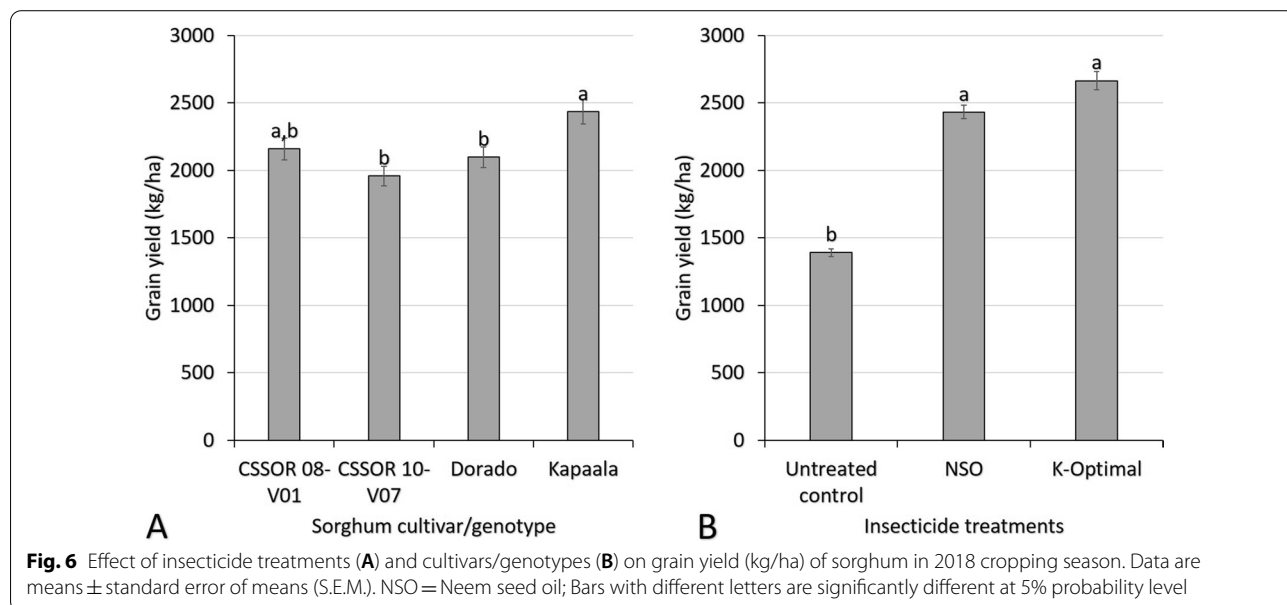 3000
2500
2000
1500
1000
500
0
Grain yield (kg/ha)
a,b
b
b
a
CSSOR 08-
V01
CSSOR 10-
V07
Dorado
Kapaala
A
Sorghum cultivar/genotype
3000
2500
2000
1500
1000
500
0
Grain yield (kg/ha)
b
a
a
Untreated
control
NSO
K-Optimal
B
Insecticide treatments
Fig. 6 Effect of insecticide treatments (A) and cultivars/genotypes (B) on grain yield (kg/ha) of sorghum in 2018 cropping season. Data are
means ± standard error of means (S.E.M.). NSO = Neem seed oil; Bars with different letters are significantly different at 5% probability level